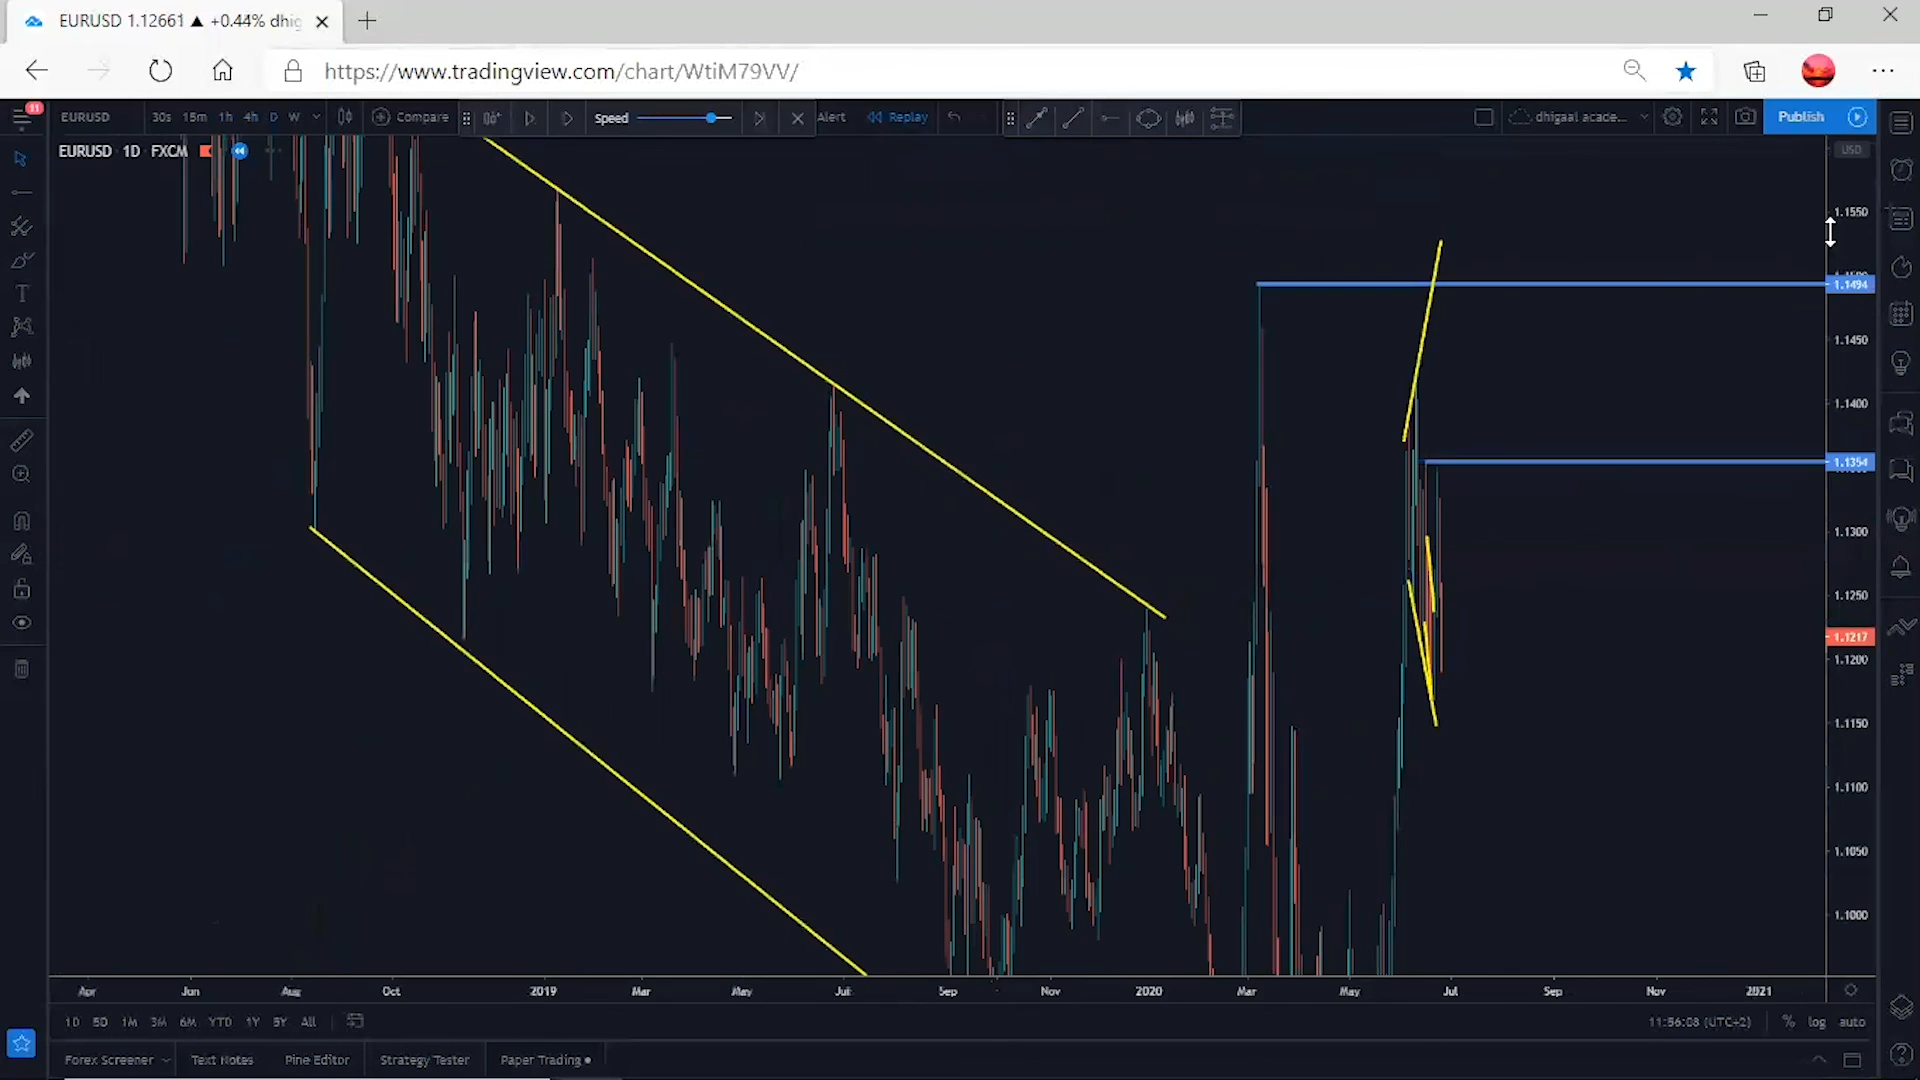 EURUSD 1.12661 ▲ +0.44% dhig
https://www.tradingview.com/chart/WtiM79VV/
11
EURUSD 30s 15m 1h 4h D W Compare Speed Alert Replay dhigaal acade... Publish
EURUSD 1D FXCM
USD
1.1550
1.1494
1.1450
1.1400
1.1354
1.1300
1.1250
1.1217
1.1200
1.1150
1.1100
1.1050
1.1000
Apr Jun Aug Oct 2019 Mar May Jul Sep Nov 2020 Mar May Jul Sep Nov 2021
1D 5D 1M 3M 6M YTD 1Y 5Y All 11:56:08 (UTC+2) % log auto
Forex Screener Text Notes Pine Editor Strategy Tester Paper Trading